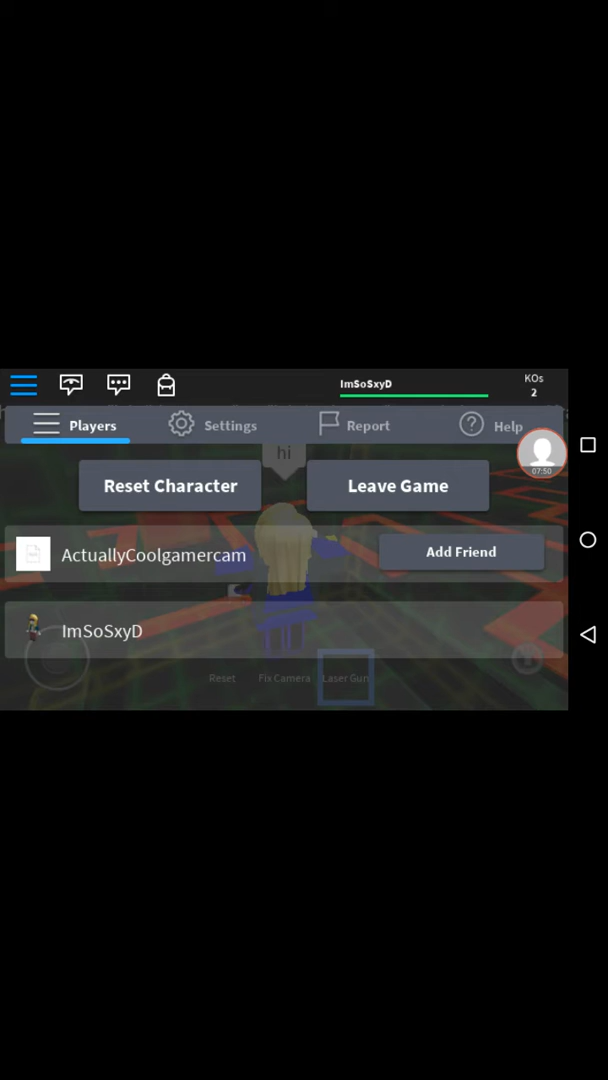 ImSoSxyD
KOs
2
Players
Settings
Report
Help
hi
07:50
Reset Character
Leave Game
ActuallyCoolgamercam
Add Friend
ImSoSxyD
Reset
Fix Camera
Laser Gun